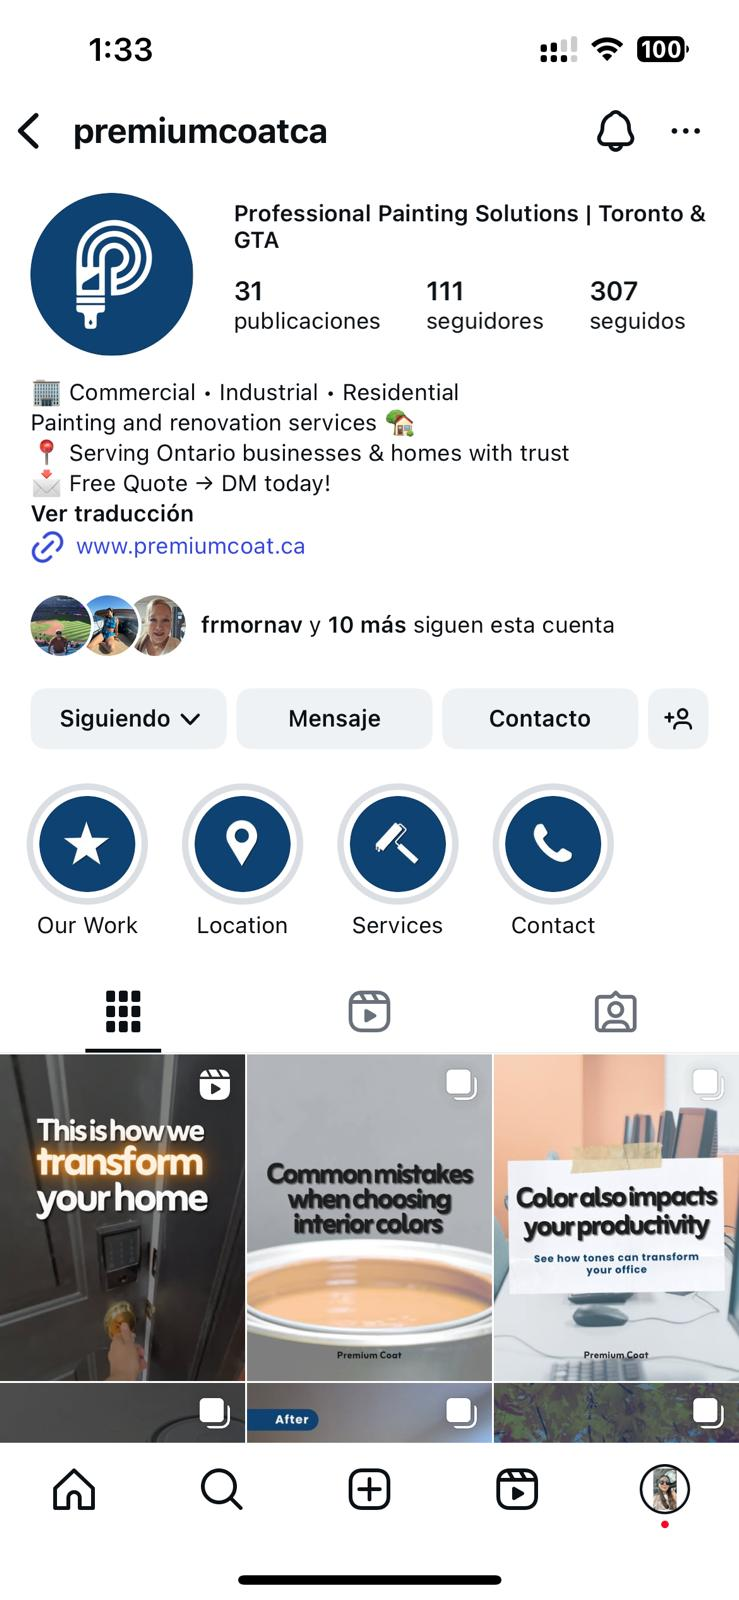 1:33
100
premiumcoatca
Professional Painting Solutions | Toronto &
GTA
31
publicaciones
111
seguidores
307
seguidos
🏢 Commercial • Industrial • Residential
Painting and renovation services 🏡
📍 Serving Ontario businesses & homes with trust
📩 Free Quote → DM today!
Ver traducción
www.premiumcoat.ca
frmornav y 10 más siguen esta cuenta
Siguiendo
Mensaje
Contacto
Our Work
Location
Services
Contact
This is how we
transform
your home
Common mistakes
when choosing
interior colors
Premium Coat
Color also impacts
your productivity
See how tones can transform
your office
Premium Coat
After